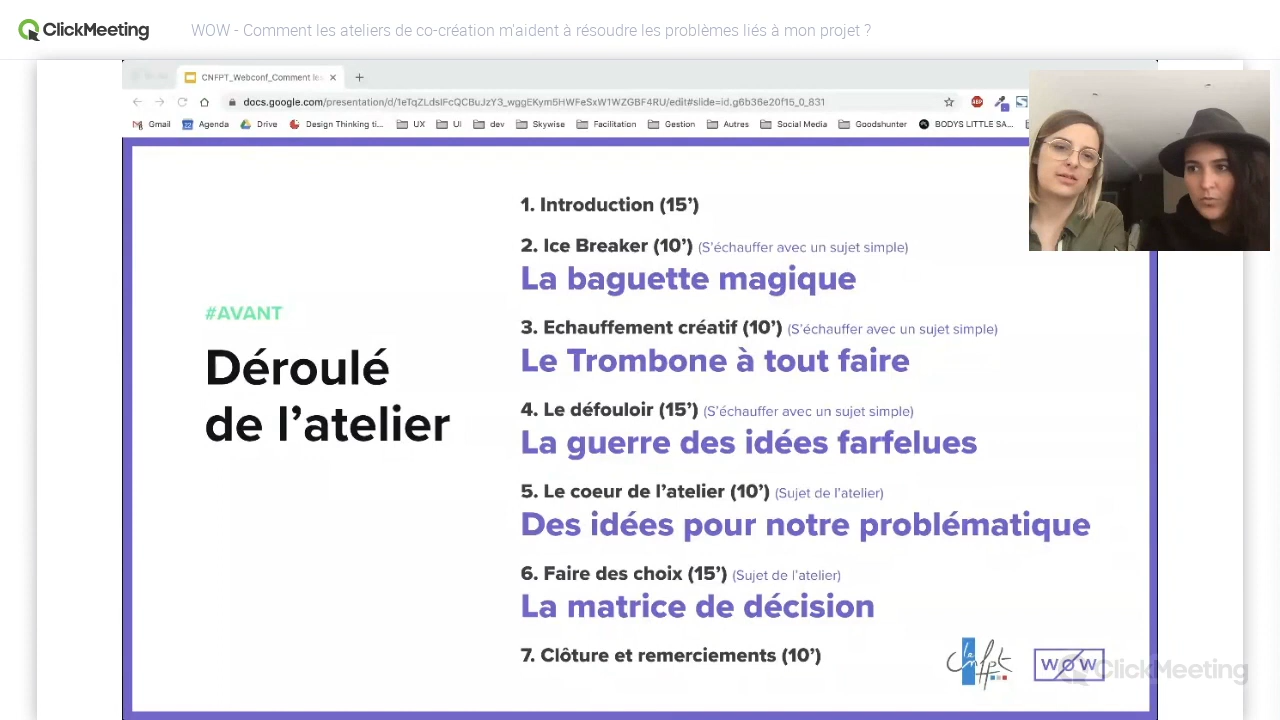 ClickMeeting
WOW - Comment les ateliers de co-création m'aident à résoudre les problèmes liés à mon projet ?
CNFPT_Webconf_Comment les
docs.google.com/presentation/d/1eTqZLdsIFcQCBuJzY3_wggEKym5HWFeSxW1WZGBF4RU/edit#slide=id.g6b36e20f15_0_831
ABP
Gmail
22 Agenda
Drive
Design Thinking ti...
UX
UI
dev
Skywise
Facilitation
Gestion
Autres
Social Media
Goodshunter
BODYS LITTLE SA...
1. Introduction (15’)
2. Ice Breaker (10’) (S’échauffer avec un sujet simple)
La baguette magique
#AVANT
Déroulé
de l’atelier
3. Echauffement créatif (10’) (S’échauffer avec un sujet simple)
Le Trombone à tout faire
4. Le défouloir (15’) (S’échauffer avec un sujet simple)
La guerre des idées farfelues
5. Le coeur de l’atelier (10’) (Sujet de l’atelier)
Des idées pour notre problématique
6. Faire des choix (15’) (Sujet de l’atelier)
La matrice de décision
7. Clôture et remerciements (10’)
le cnfpt
WOW
ClickMeeting